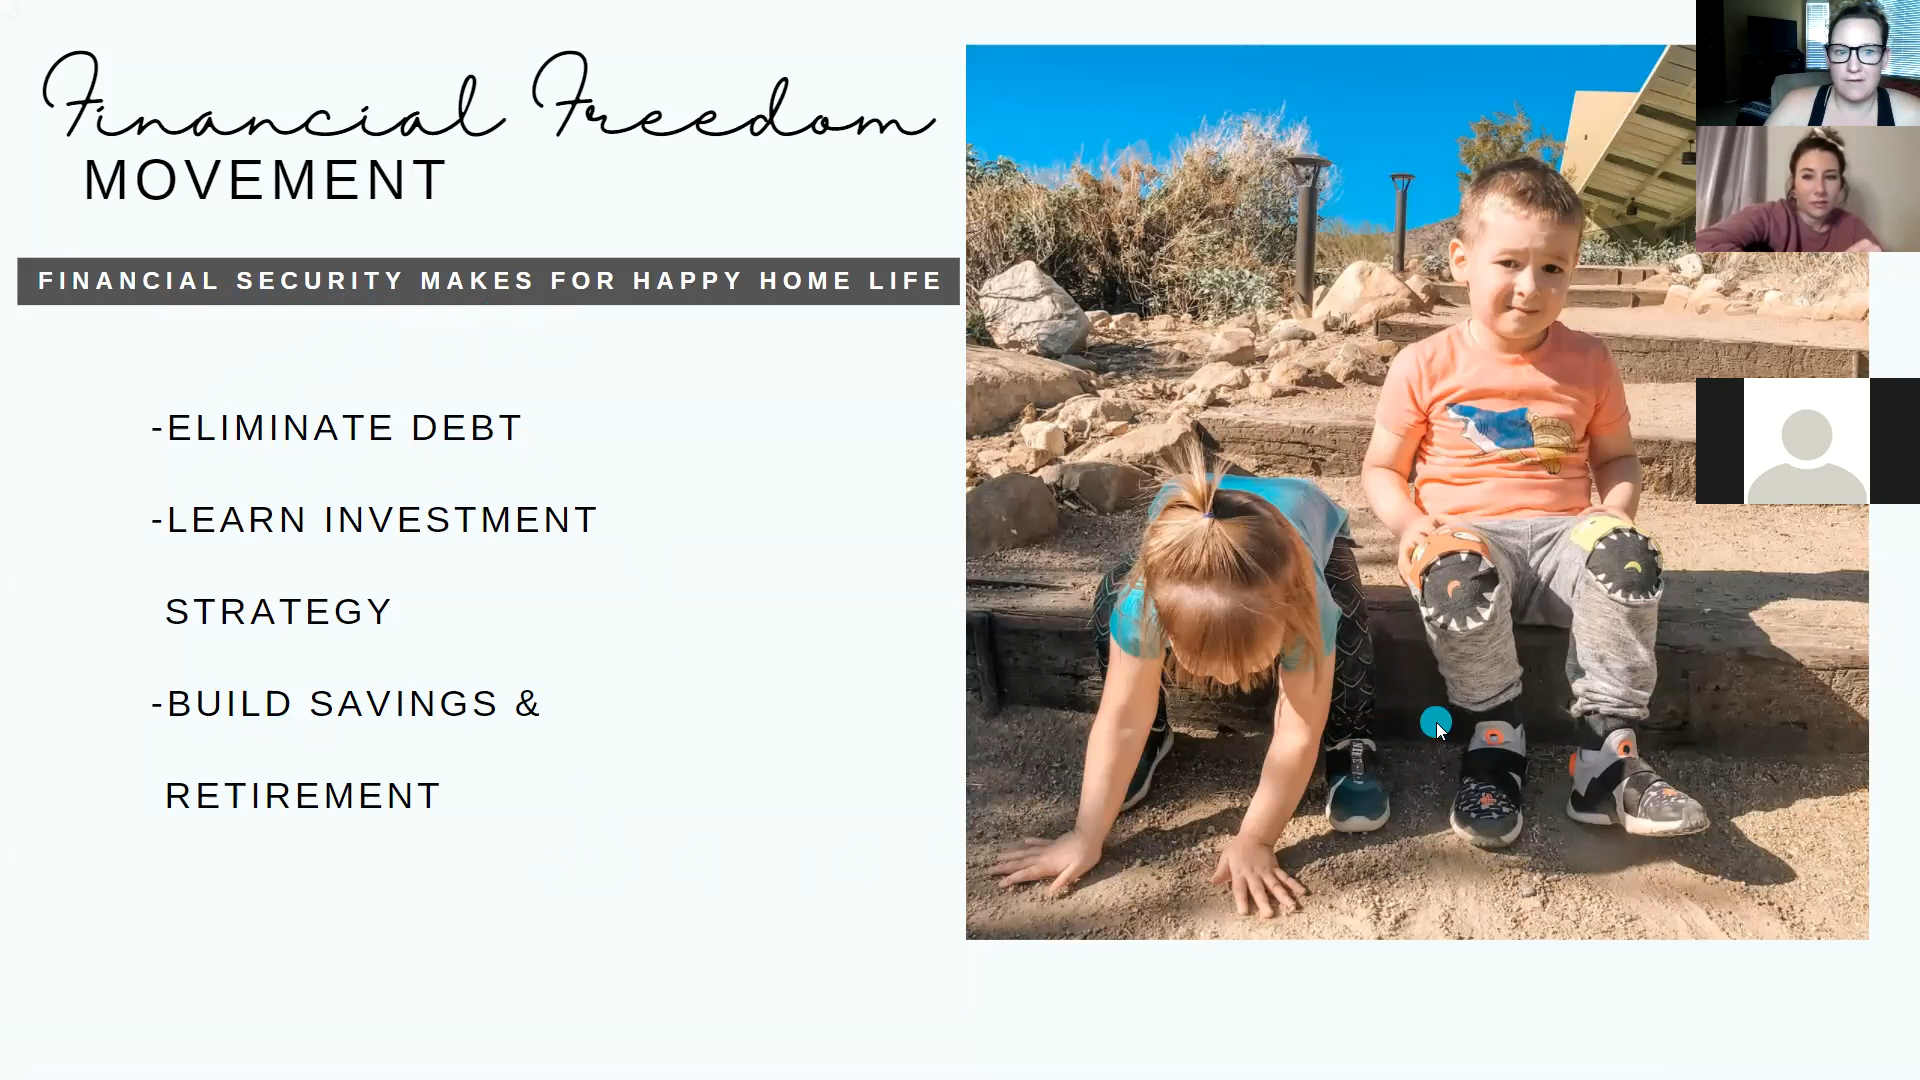 Financial Freedom
MOVEMENT
FINANCIAL SECURITY MAKES FOR HAPPY HOME LIFE
-ELIMINATE DEBT
-LEARN INVESTMENT
STRATEGY
-BUILD SAVINGS &
RETIREMENT